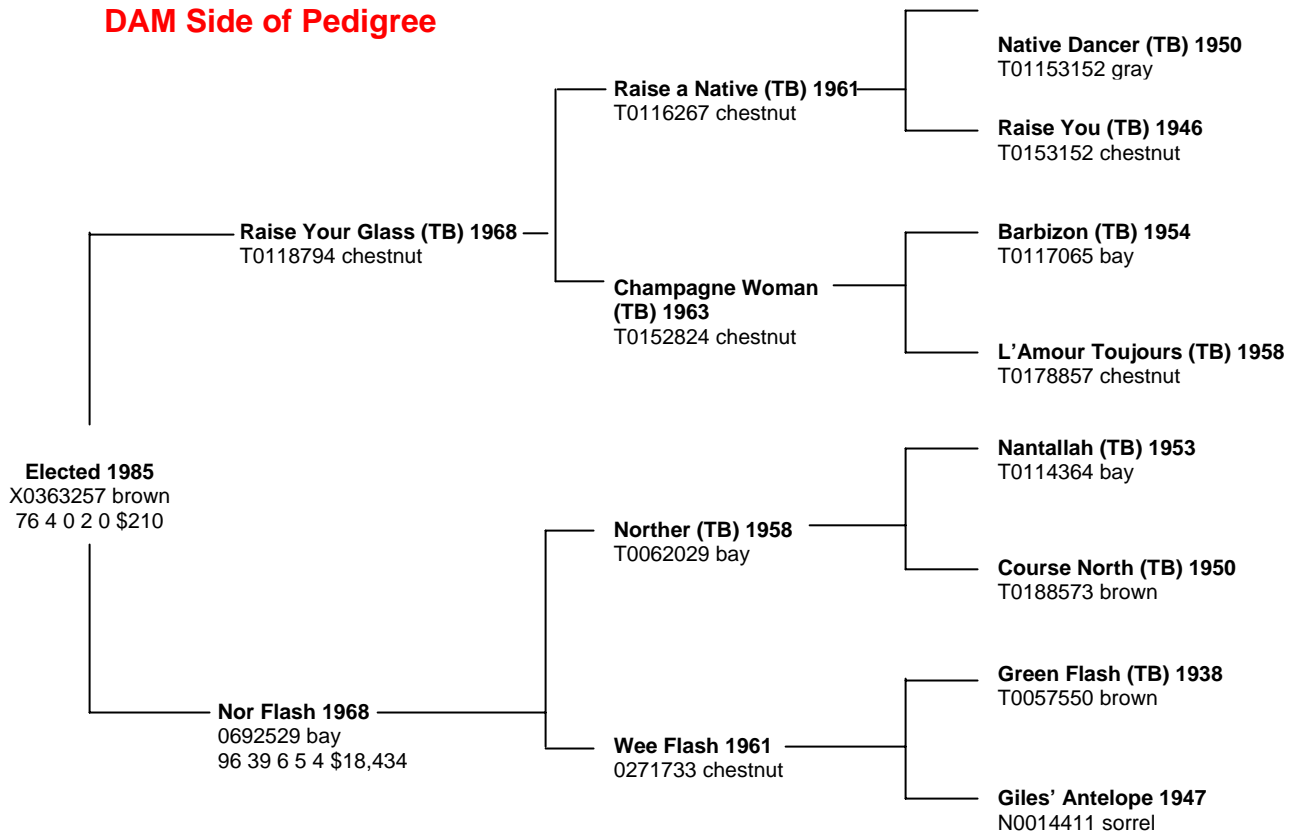 DAM Side of Pedigree
Native Dancer (TB) 1950
T01153152 gray
Raise a Native (TB) 1961
T0116267 chestnut
Raise You (TB) 1946
T0153152 chestnut
Raise Your Glass (TB) 1968
T0118794 chestnut
Barbizon (TB) 1954
T0117065 bay
Champagne Woman
(TB) 1963
T0152824 chestnut
L’Amour Toujours (TB) 1958
T0178857 chestnut
Elected 1985
X0363257 brown
76 4 0 2 0 $210
Nantallah (TB) 1953
T0114364 bay
Norther (TB) 1958
T0062029 bay
Course North (TB) 1950
T0188573 brown
Nor Flash 1968
0692529 bay
96 39 6 5 4 $18,434
Green Flash (TB) 1938
T0057550 brown
Wee Flash 1961
0271733 chestnut
Giles’ Antelope 1947
N0014411 sorrel